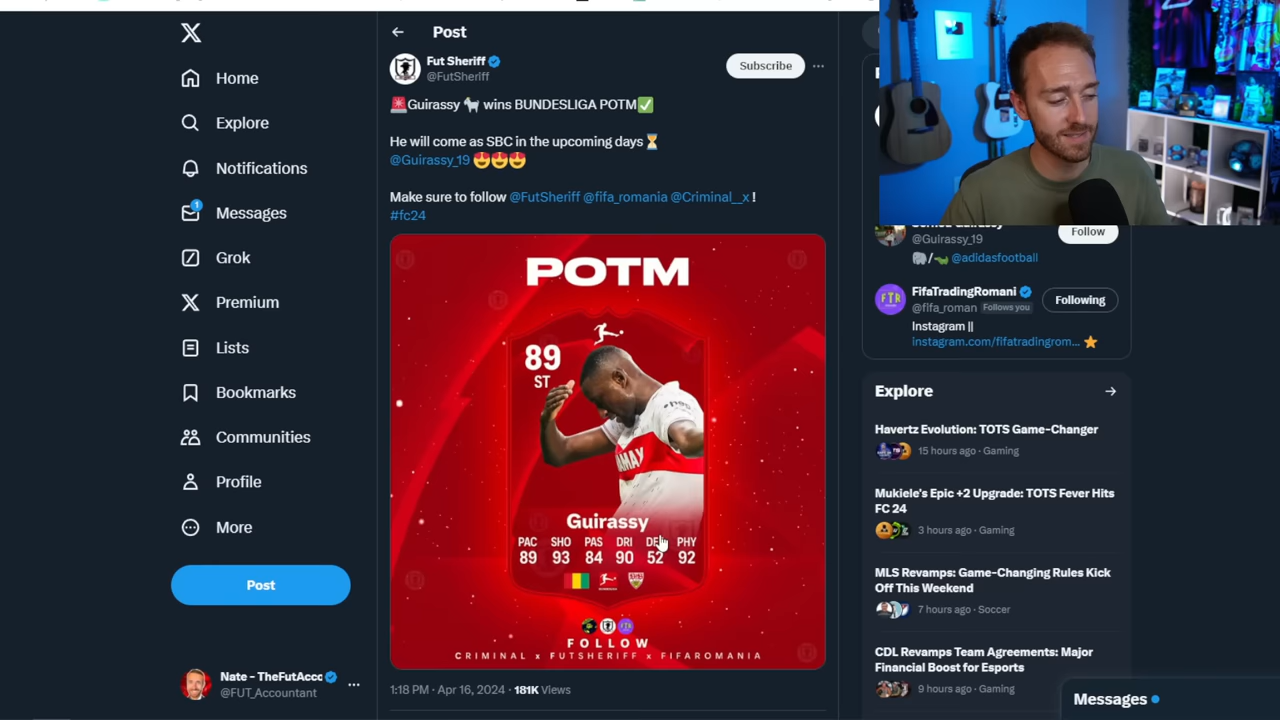 Home
Explore
Notifications
1
Messages
Grok
Premium
Lists
Bookmarks
Communities
Profile
More
Post
Nate - TheFutAcc
@FUT_Accountant
Post
Fut Sheriff
@FutSheriff
Subscribe
🚨Guirassy 🐐 wins BUNDESLIGA POTM✅
He will come as SBC in the upcoming days⏳
@Guirassy_19 😍😍😍
Make sure to follow @FutSheriff @fifa_romania @Criminal__x !
#fc24
POTM
89
ST
Guirassy
PAC SHO PAS DRI DEF PHY
89 93 84 90 52 92
FOLLOW
CRIMINAL x FUTSHERIFF x FIFAROMANIA
1:18 PM · Apr 16, 2024 · 181K Views
@Guirassy_19
Follow
🐘/🐊 @adidasfootball
FifaTradingRomani
@fifa_roman Follows you
Following
Instagram ||
instagram.com/fifatradingrom... ⭐
Explore
Havertz Evolution: TOTS Game-Changer
15 hours ago · Gaming
Mukiele's Epic +2 Upgrade: TOTS Fever Hits
FC 24
3 hours ago · Gaming
MLS Revamps: Game-Changing Rules Kick
Off This Weekend
7 hours ago · Soccer
CDL Revamps Team Agreements: Major
Financial Boost for Esports
9 hours ago · Gaming
Messages